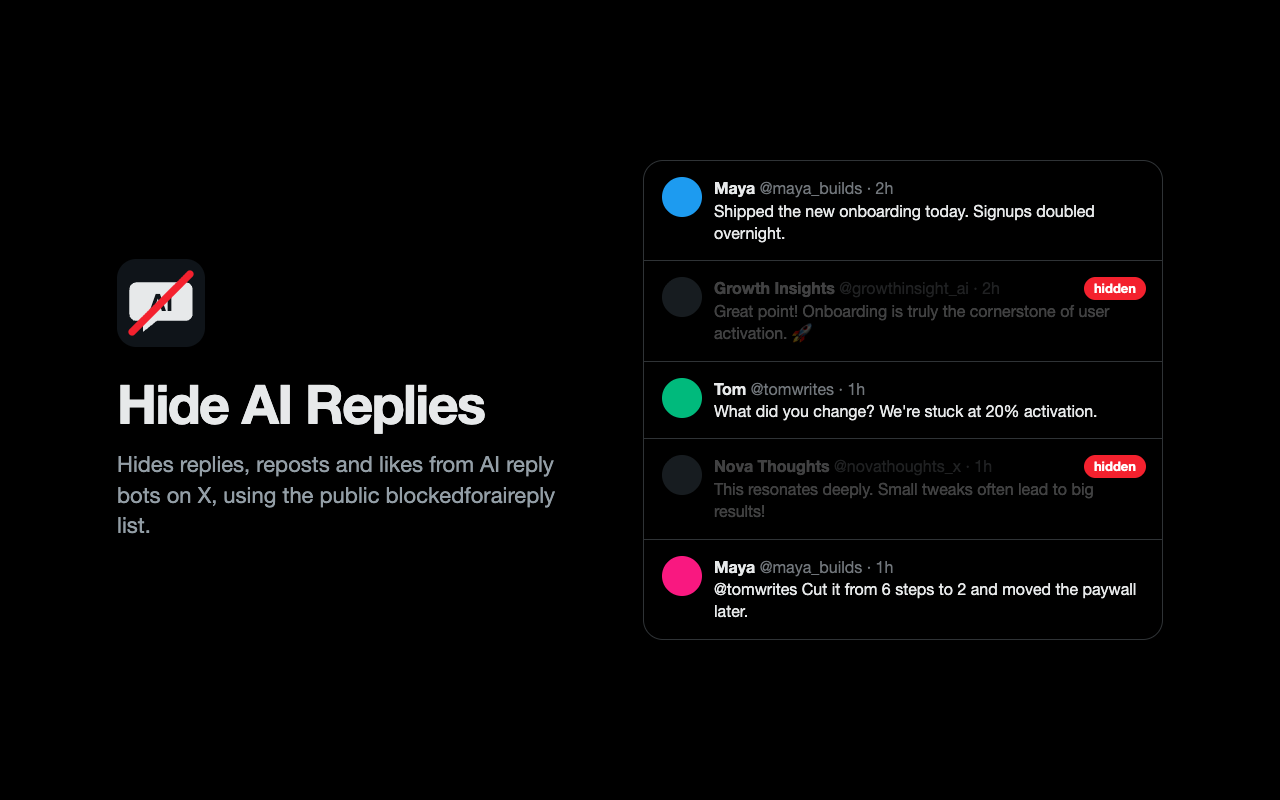 AI
Hide AI Replies
Hides replies, reposts and likes from AI reply
bots on X, using the public blockedforaireply
list.
Maya @maya_builds · 2h
Shipped the new onboarding today. Signups doubled
overnight.
Growth Insights @growthinsight_ai · 2h
hidden
Great point! Onboarding is truly the cornerstone of user
activation. 🚀
Tom @tomwrites · 1h
What did you change? We're stuck at 20% activation.
Nova Thoughts @novathoughts_x · 1h
hidden
This resonates deeply. Small tweaks often lead to big
results!
Maya @maya_builds · 1h
@tomwrites Cut it from 6 steps to 2 and moved the paywall
later.